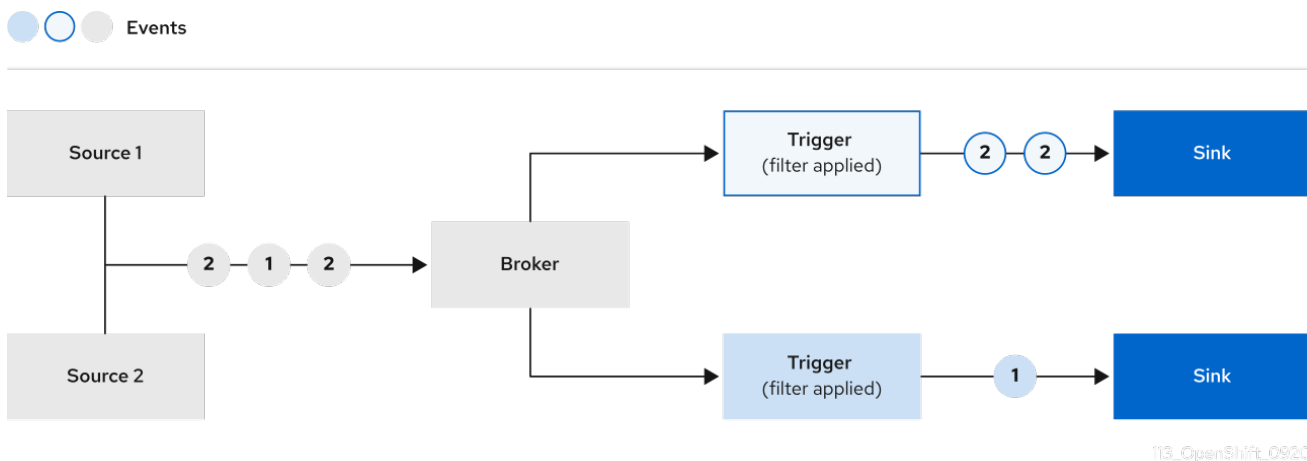 Events
Source 1
Trigger
(filter applied)
2
2
Sink
2
1
2
Broker
Source 2
Trigger
(filter applied)
1
Sink
113_OpenShift_0920